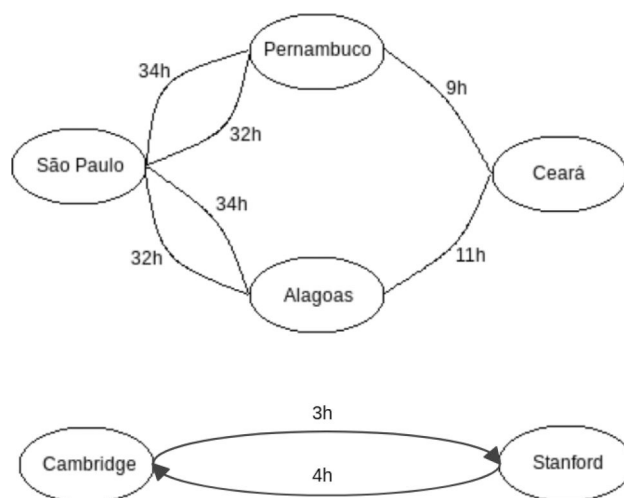 Pernambuco
34h
9h
32h
São Paulo
Ceará
34h
32h
11h
Alagoas
3h
Cambridge
Stanford
4h